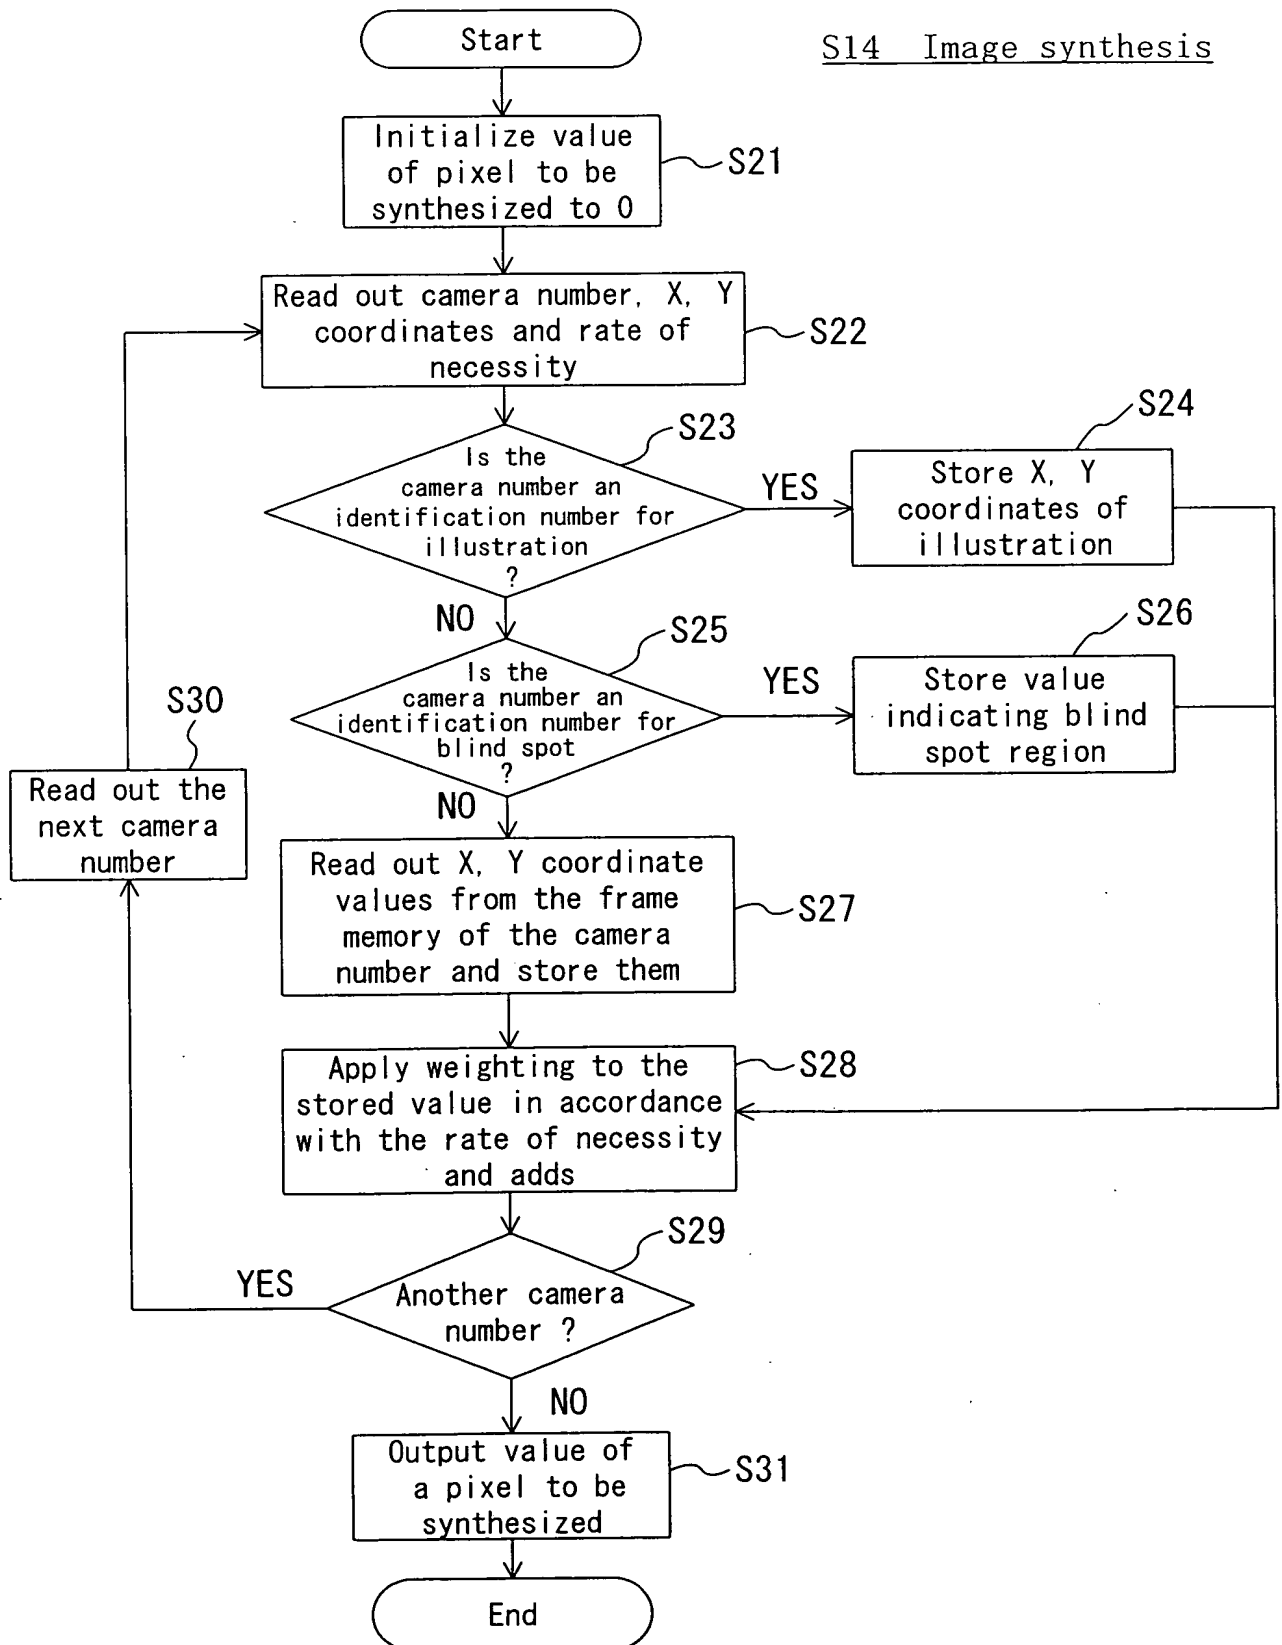 Start
S14 Image synthesis
Initialize value
of pixel to be
synthesized to 0
S21
Read out camera number, X, Y
coordinates and rate of
necessity
S22
Is the
camera number an
identification number for
illustration
?
S23
YES
Store X, Y
coordinates of
illustration
S24
NO
Is the
camera number an
identification number for
blind spot
?
S25
YES
Store value
indicating blind
spot region
S26
NO
S30
Read out the
next camera
number
Read out X, Y coordinate
values from the frame
memory of the camera
number and store them
S27
Apply weighting to the
stored value in accordance
with the rate of necessity
and adds
S28
Another camera
number ?
S29
YES
NO
Output value of
a pixel to be
synthesized
S31
End